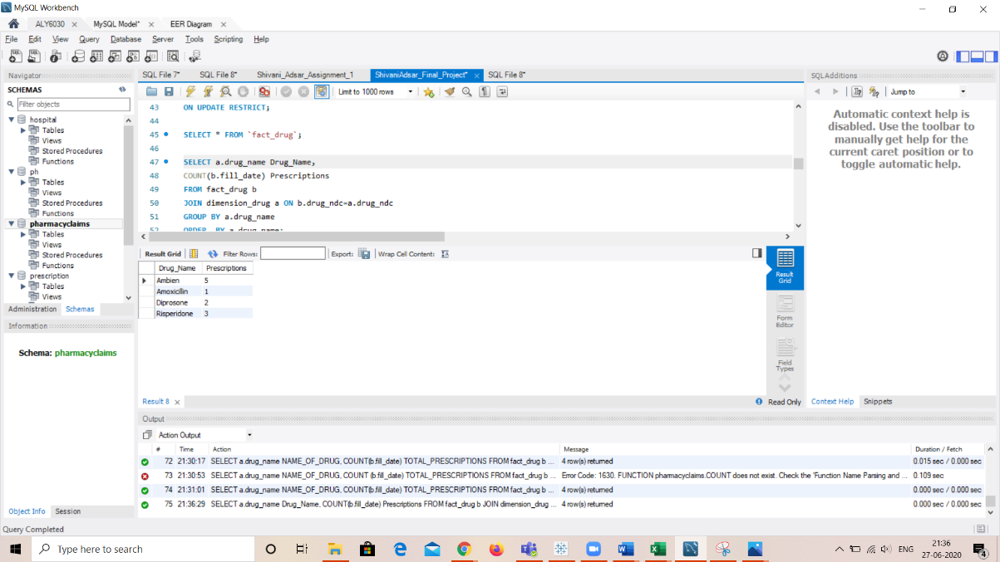 MySQL Workbench
ALY6030 × MySQL Model* × EER Diagram ×
File Edit View Query Database Server Tools Scripting Help
Navigator
SCHEMAS
Filter objects
hospital
Tables
Views
Stored Procedures
Functions
ph
Tables
Views
Stored Procedures
Functions
pharmacyclaims
Tables
Views
Stored Procedures
Functions
prescription
Tables
Views
Administration Schemas
Information
Schema: pharmacyclaims
Object Info Session
SQL File 7* SQL File 8* Shivani_Adsar_Assignment_1 ShivaniAdsar_Final_Project* × SQL File 8*
Limit to 1000 rows
43 ON UPDATE RESTRICT;
44
45 SELECT * FROM `fact_drug`;
46
47 SELECT a.drug_name Drug_Name,
48 COUNT(b.fill_date) Prescriptions
49 FROM fact_drug b
50 JOIN dimension_drug a ON b.drug_ndc=a.drug_ndc
51 GROUP BY a.drug_name
52 ORDER BY a.drug_name;
Result Grid Filter Rows: Export: Wrap Cell Content:
Drug_Name Prescriptions
Ambien 5
Amoxicillin 1
Diprosone 2
Risperidone 3
Result Grid
Form Editor
Field Types
Result 8 × Read Only
SQLAdditions
Jump to
Automatic context help is
disabled. Use the toolbar to
manually get help for the
current caret position or to
toggle automatic help.
Context Help Snippets
Output
Action Output
# Time Action Message Duration / Fetch
72 21:30:17 SELECT a.drug_name NAME_OF_DRUG, COUNT(b.fill_date) TOTAL_PRESCRIPTIONS FROM fact_drug b ... 4 row(s) returned 0.015 sec / 0.000 sec
73 21:30:53 SELECT a.drug_name NAME_OF_DRUG, COUNT (b.fill_date) TOTAL_PRESCRIPTIONS FROM fact_drug b ... Error Code: 1630. FUNCTION pharmacyclaims.COUNT does not exist. Check the 'Function Name Parsing and ... 0.109 sec
74 21:31:01 SELECT a.drug_name NAME_OF_DRUG, COUNT(b.fill_date) TOTAL_PRESCRIPTIONS FROM fact_drug b ... 4 row(s) returned 0.000 sec / 0.000 sec
75 21:36:29 SELECT a.drug_name Drug_Name, COUNT(b.fill_date) Prescriptions FROM fact_drug b JOIN dimension_drug ... 4 row(s) returned 0.000 sec / 0.000 sec
Query Completed
Type here to search
ENG
21:36
27-06-2020
4